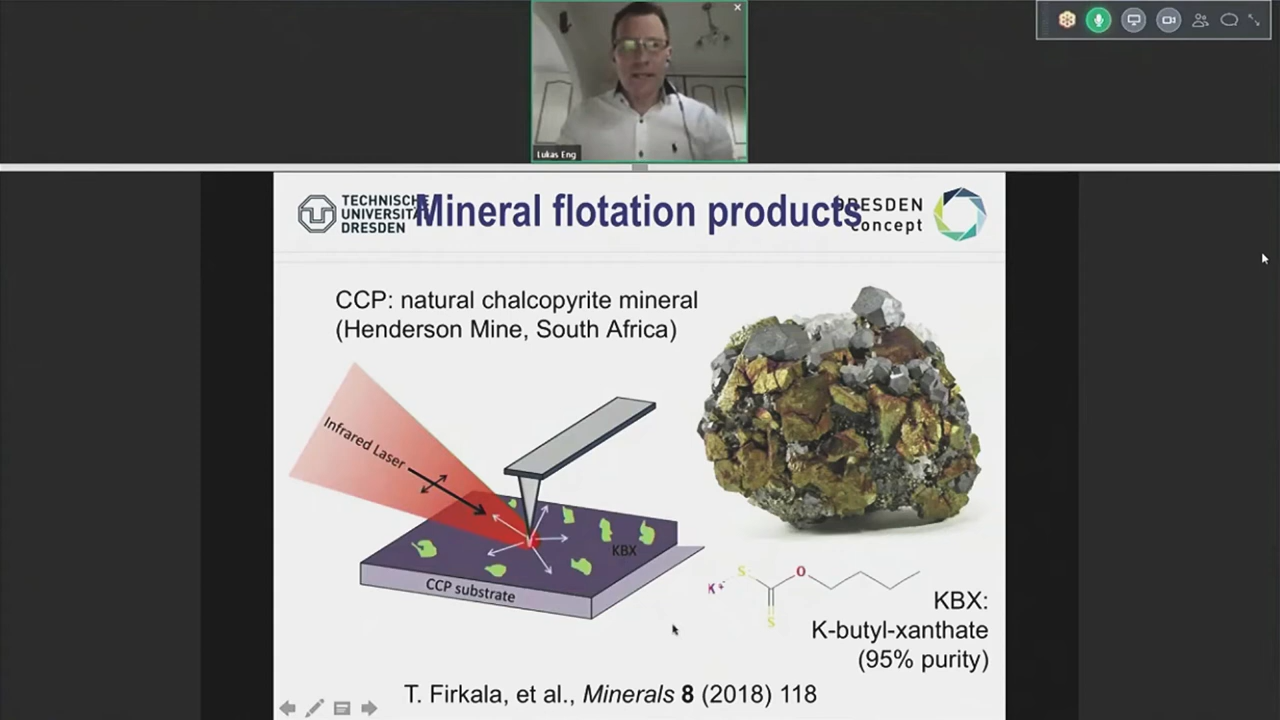 Lukas Eng
TECHNISCHE
UNIVERSITÄT
DRESDEN
Mineral flotation products
DRESDEN
concept
CCP: natural chalcopyrite mineral
(Henderson Mine, South Africa)
Infrared Laser
KBX
CCP substrate
K+
S
O
S
KBX:
K-butyl-xanthate
(95% purity)
T. Firkala, et al., Minerals 8 (2018) 118